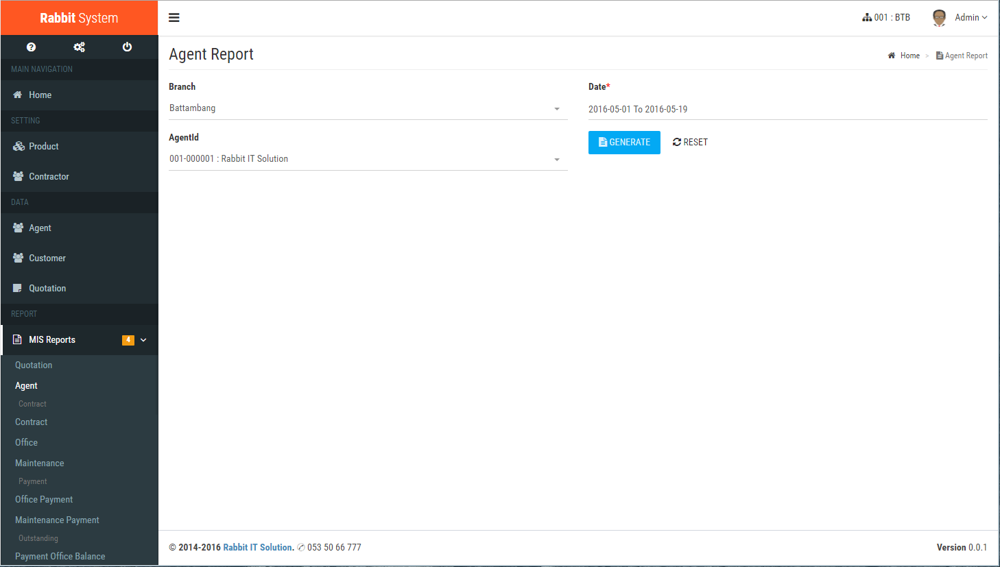 Rabbit System
001 : BTB
Admin
MAIN NAVIGATION
Home
SETTING
Product
Contractor
DATA
Agent
Customer
Quotation
REPORT
MIS Reports 4
Quotation
Agent
Contract
Contract
Office
Maintenance
Payment
Office Payment
Maintenance Payment
Outstanding
Payment Office Balance
Agent Report
Home > Agent Report
Branch
Battambang
AgentId
001-000001 : Rabbit IT Solution
Date*
2016-05-01 To 2016-05-19
GENERATE
RESET
© 2014-2016 Rabbit IT Solution. ✆ 053 50 66 777
Version 0.0.1